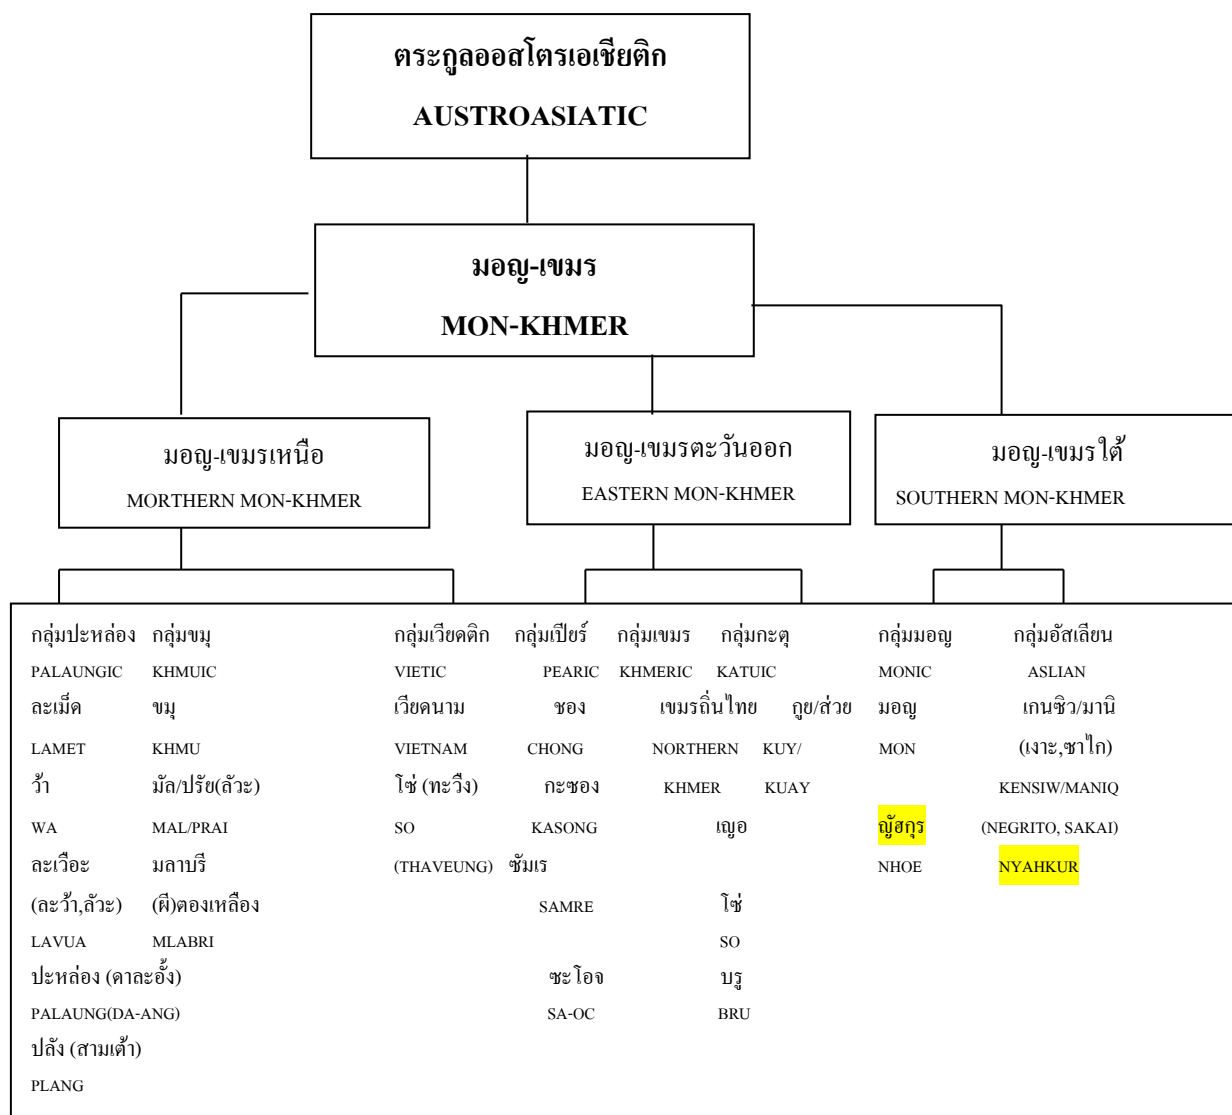 ตระกูลออสโตรเอเชียติก
AUSTROASIATIC
มอญ-เขมร
MON-KHMER
มอญ-เขมรเหนือ
MORTHERN MON-KHMER
มอญ-เขมรตะวันออก
EASTERN MON-KHMER
มอญ-เขมรใต้
SOUTHERN MON-KHMER
กลุ่มปะหล่อง กลุ่มขมุ กลุ่มเวียดติก กลุ่มเปียร์ กลุ่มเขมร กลุ่มกะตุ กลุ่มมอญ กลุ่มอัสเลียน
PALAUNGIC KHMUIC VIETIC PEARIC KHMERIC KATUIC MONIC ASLIAN
ละเม็ด ขมุ เวียดนาม ชอง เขมรถิ่นไทย กูย/ส่วย มอญ เกนซิว/มานิ
LAMET KHMU VIETNAM CHONG NORTHERN KUY/ MON (เงาะ,ซาไก)
ว้า มัล/ปรัย(ลัวะ) โซ่ (ทะวืง) กะซอง KHMER KUAY KENSIW/MANIQ
WA MAL/PRAI SO KASONG เญอ ญัฮกุร (NEGRITO, SAKAI)
ละเวือะ มลาบรี (THAVEUNG) ซัมเร NHOE NYAHKUR
(ละว้า,ลัวะ) (ผี)ตองเหลือง SAMRE โซ่
LAVUA MLABRI SO
ปะหล่อง (ดาละอั้ง) ซะโอจ บรู
PALAUNG(DA-ANG) SA-OC BRU
ปลัง (สามเต้า)
PLANG